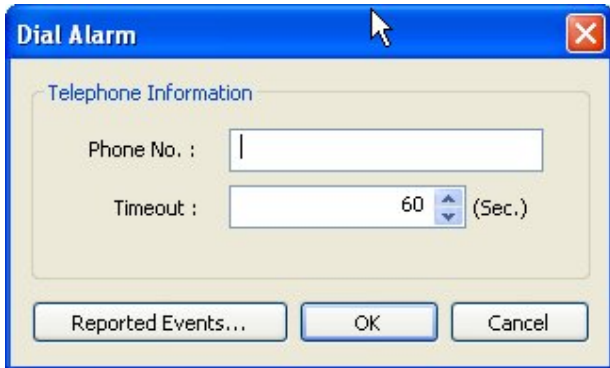 Dial Alarm
Telephone Information
Phone No. :
Timeout : 60 (Sec.)
Reported Events... OK Cancel